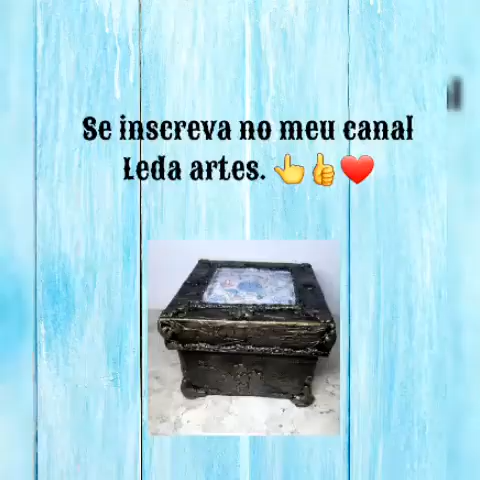 Se inscreva no meu canal
Leda artes. 👆👍❤️